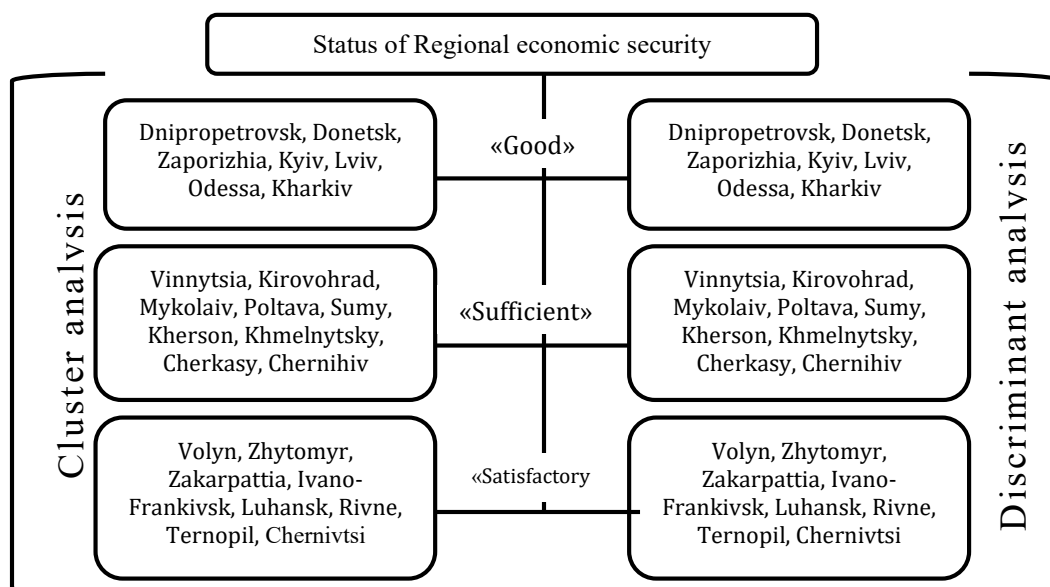 Status of Regional economic security
Cluster analysis
Dnipropetrovsk, Donetsk,
Zaporizhia, Kyiv, Lviv,
Odessa, Kharkiv
«Good»
Dnipropetrovsk, Donetsk,
Zaporizhia, Kyiv, Lviv,
Odessa, Kharkiv
Vinnytsia, Kirovohrad,
Mykolaiv, Poltava, Sumy,
Kherson, Khmelnytsky,
Cherkasy, Chernihiv
«Sufficient»
Vinnytsia, Kirovohrad,
Mykolaiv, Poltava, Sumy,
Kherson, Khmelnytsky,
Cherkasy, Chernihiv
Volyn, Zhytomyr,
Zakarpattia, Ivano-
Frankivsk, Luhansk, Rivne,
Ternopil, Chernivtsi
«Satisfactory
Volyn, Zhytomyr,
Zakarpattia, Ivano-
Frankivsk, Luhansk, Rivne,
Ternopil, Chernivtsi
Discriminant analysis